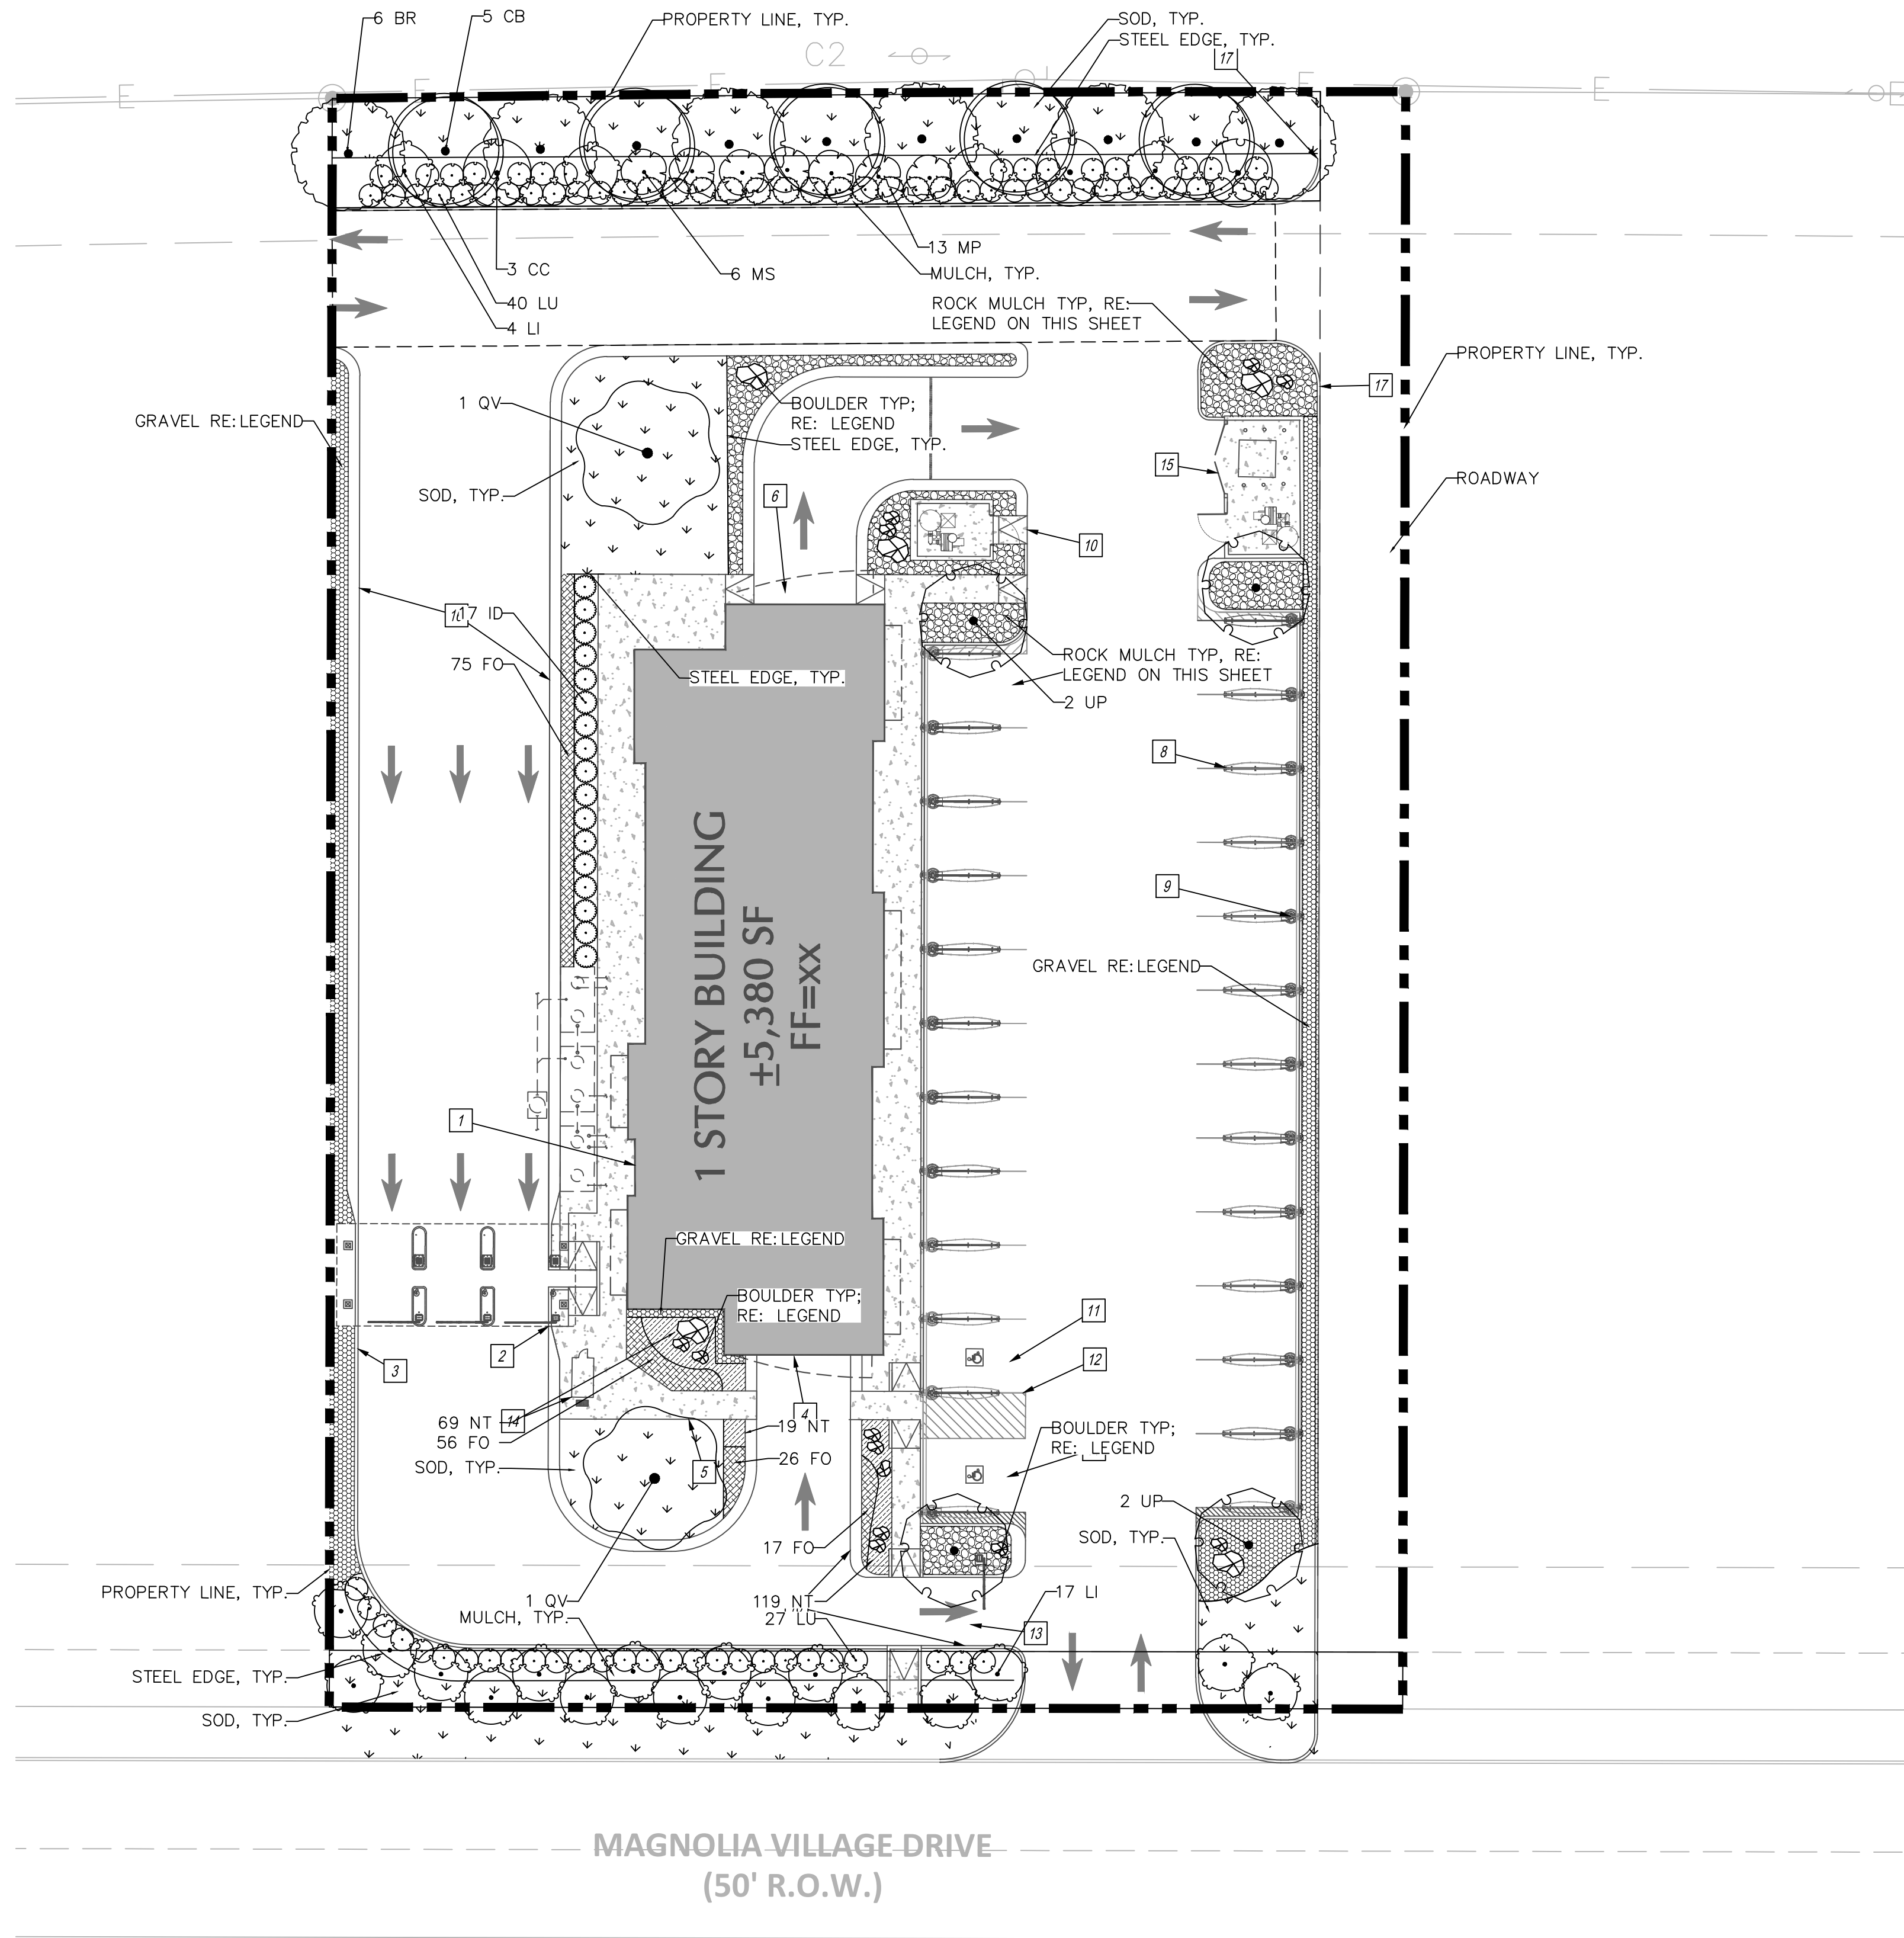 6 BR
5 CB
PROPERTY LINE, TYP.
C2
SOD, TYP.
STEEL EDGE, TYP.
17
E
E
E
E
E
13 MP
3 CC
6 MS
MULCH, TYP.
40 LU
4 LI
ROCK MULCH TYP, RE:
LEGEND ON THIS SHEET
PROPERTY LINE, TYP.
17
1 QV
BOULDER TYP;
RE: LEGEND
GRAVEL RE:LEGEND
STEEL EDGE, TYP.
15
ROADWAY
SOD, TYP.
6
10
17 ID
75 FO
ROCK MULCH TYP, RE:
LEGEND ON THIS SHEET
STEEL EDGE, TYP.
2 UP
8
9
1 STORY BUILDING
±5,380 SF
FF=XX
GRAVEL RE:LEGEND
1
GRAVEL RE:LEGEND
BOULDER TYP;
RE: LEGEND
11
2
12
3
69 NT
14
56 FO
4
19 NT
BOULDER TYP;
RE: LEGEND
SOD, TYP.
5
26 FO
2 UP
SOD, TYP.
17 FO
PROPERTY LINE, TYP.
1 QV
119 NT
17 LI
MULCH, TYP.
27 LU
13
STEEL EDGE, TYP.
SOD, TYP.
MAGNOLIA VILLAGE DRIVE
(50' R.O.W.)